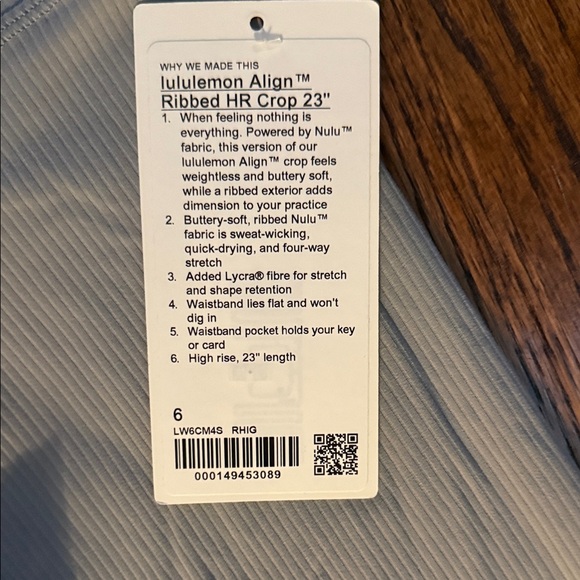 WHY WE MADE THIS
lululemon Align™
Ribbed HR Crop 23"
1. When feeling nothing is
everything. Powered by Nulu™
fabric, this version of our
lululemon Align™ crop feels
weightless and buttery soft,
while a ribbed exterior adds
dimension to your practice
2. Buttery-soft, ribbed Nulu™
fabric is sweat-wicking,
quick-drying, and four-way
stretch
3. Added Lycra® fibre for stretch
and shape retention
4. Waistband lies flat and won't
dig in
5. Waistband pocket holds your key
or card
6. High rise, 23" length
6
LW6CM4S RHIG
000149453089